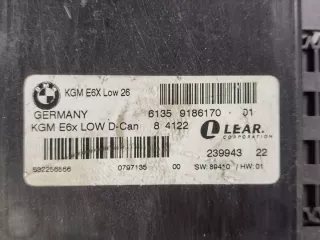 KGM E6X Low 26
GERMANY 6135 9186170 - 01
KGM E6x LOW D-Can 8 4122 LEAR.
CORPORATION
239943 22
0797135 00 SW: 89410 / HW: 01